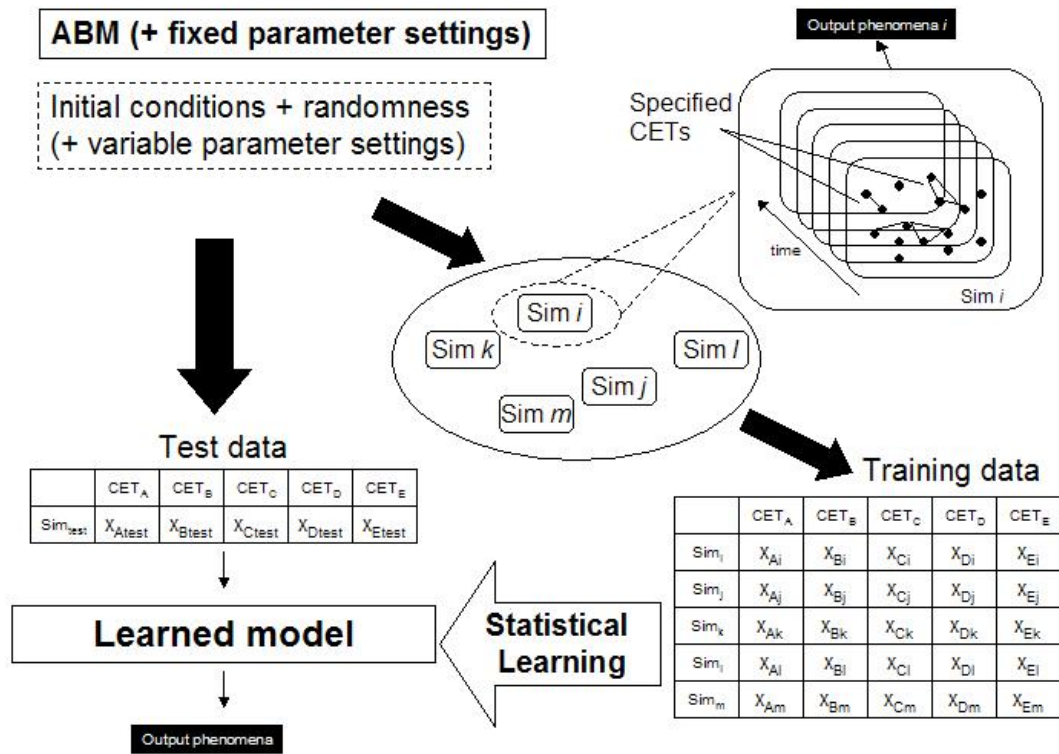 ABM (+ fixed parameter settings)
Initial conditions + randomness
(+ variable parameter settings)
Output phenomena i
Specified
CETs
time
Sim i
Sim i
Sim k
Sim l
Sim j
Sim m
Test data
CETA CETB CETC CETD CETE
Simtest XAtest XBtest XCtest XDtest XEtest
Training data
CETA CETB CETC CETD CETE
Simi XAi XBi XCi XDi XEi
Simj XAj XBj XCj XDj XEj
Simk XAk XBk XCk XDk XEk
Siml XAl XBl XCl XDl XEl
Simm XAm XBm XCm XDm XEm
Statistical
Learning
Learned model
Output phenomena